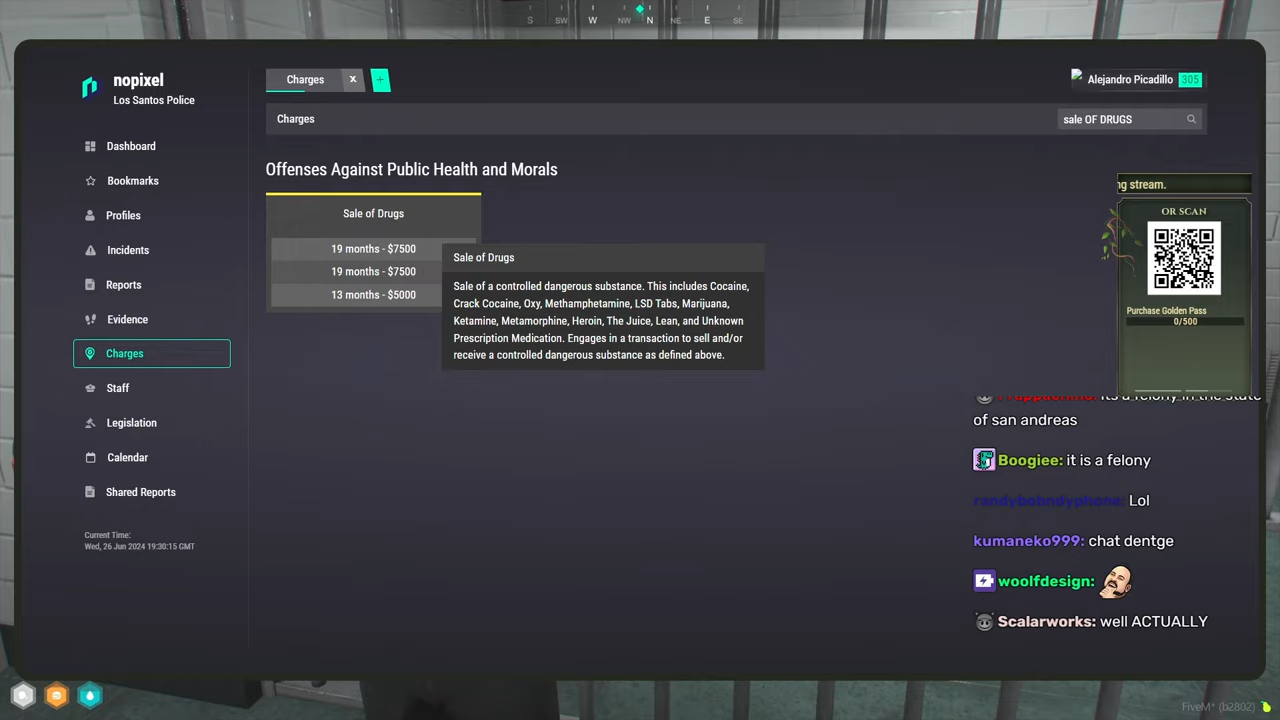 S SW W NW N NE E SE
nopixel
Los Santos Police
Charges x +
Alejandro Picadillo 305
Dashboard
Bookmarks
Profiles
Incidents
Reports
Evidence
Charges
Staff
Legislation
Calendar
Shared Reports
Current Time:
Wed, 26 Jun 2024 19:30:15 GMT
Charges
sale OF DRUGS
Offenses Against Public Health and Morals
Sale of Drugs
19 months - $7500
19 months - $7500
13 months - $5000
Sale of Drugs
Sale of a controlled dangerous substance. This includes Cocaine,
Crack Cocaine, Oxy, Methamphetamine, LSD Tabs, Marijuana,
Ketamine, Metamorphine, Heroin, The Juice, Lean, and Unknown
Prescription Medication. Engages in a transaction to sell and/or
receive a controlled dangerous substance as defined above.
g stream.
OR SCAN
Purchase Golden Pass
0/500
its a felony in the state
of san andreas
Boogiee: it is a felony
randybobndyphone: Lol
kumaneko999: chat dentge
woolfdesign:
Scalarworks: well ACTUALLY
FiveM* (b2802)